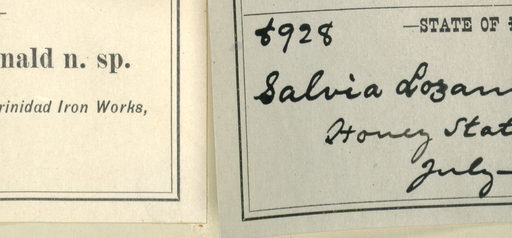 nald n. sp.
rinidad Iron Works,
8928
—STATE OF
Salvia Lozan
Honey Stat
July—